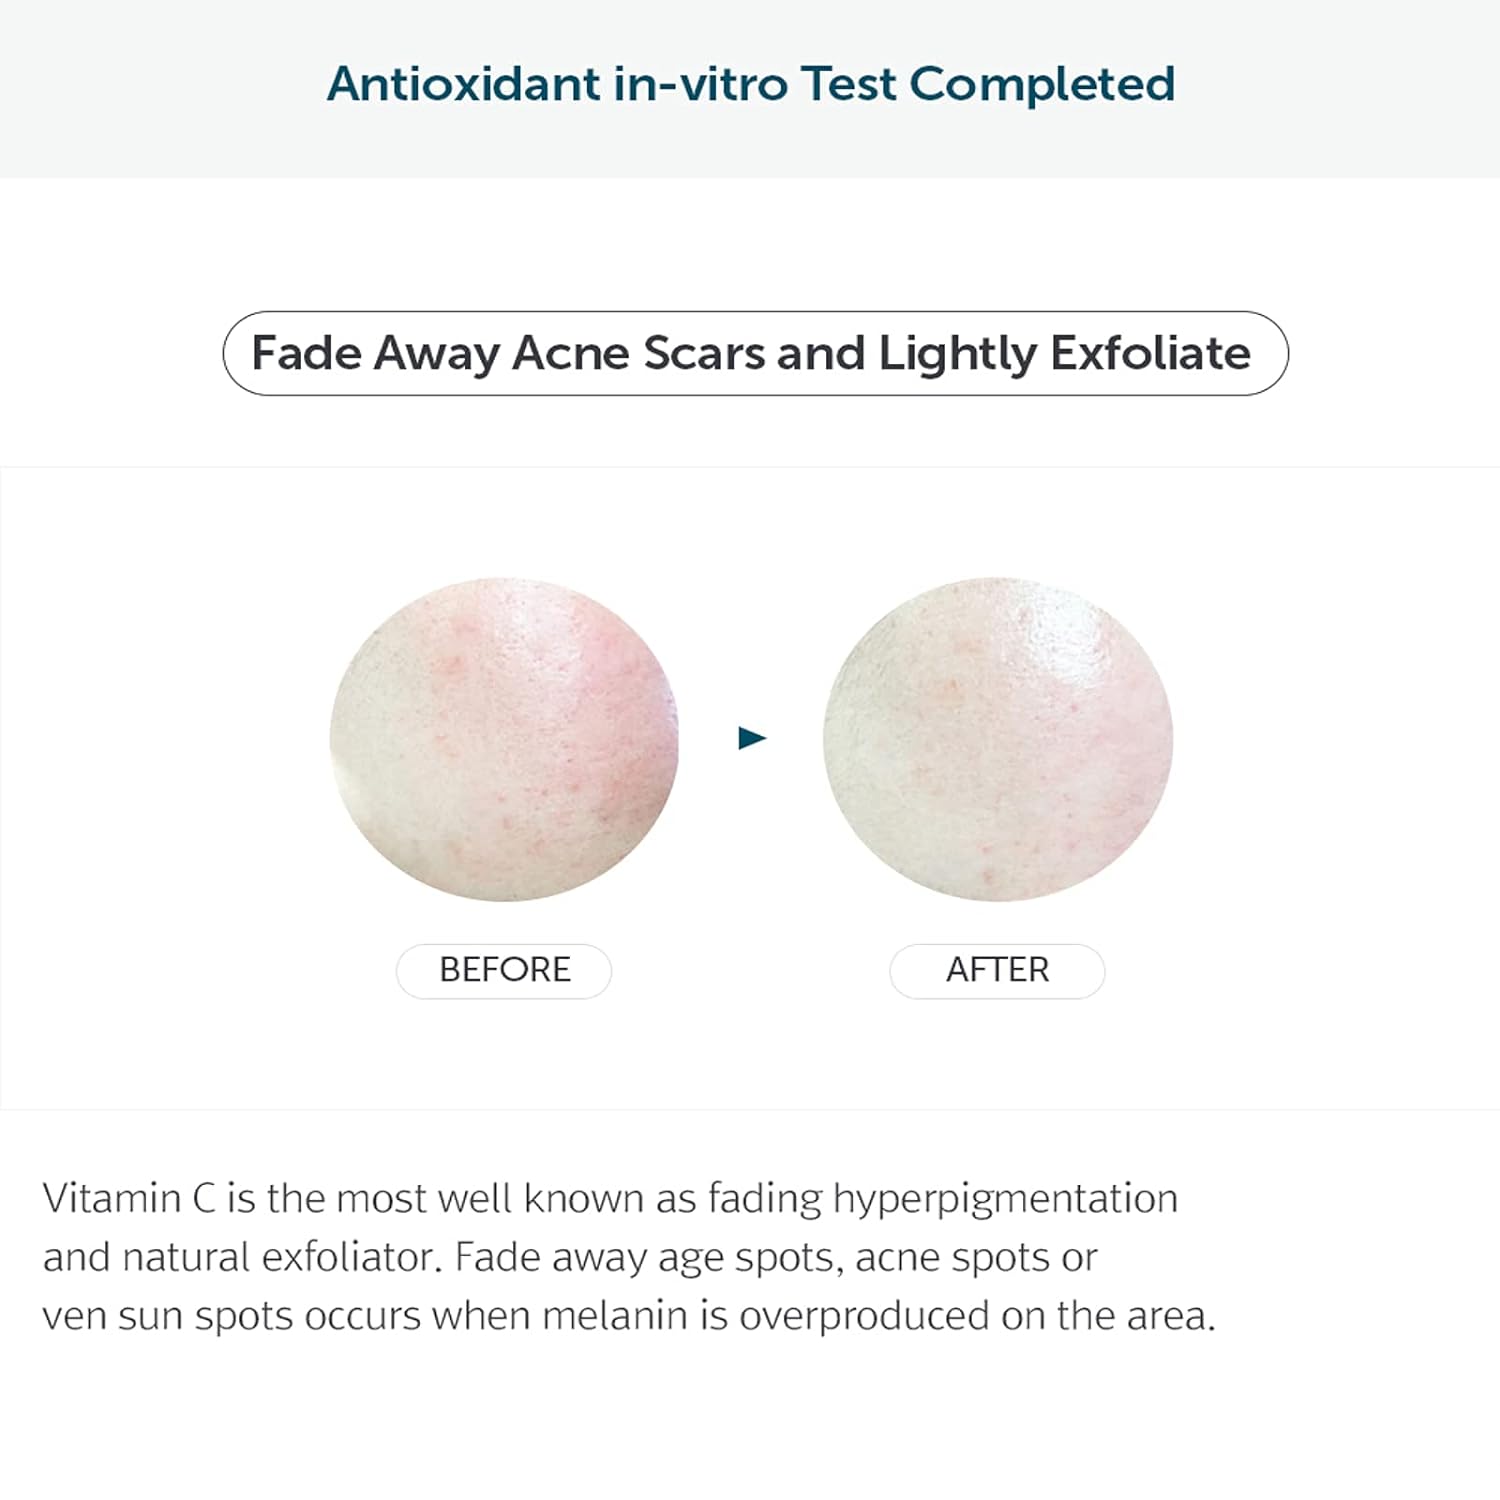 Antioxidant in-vitro Test Completed
Fade Away Acne Scars and Lightly Exfoliate
BEFORE
AFTER
Vitamin C is the most well known as fading hyperpigmentation
and natural exfoliator. Fade away age spots, acne spots or
ven sun spots occurs when melanin is overproduced on the area.